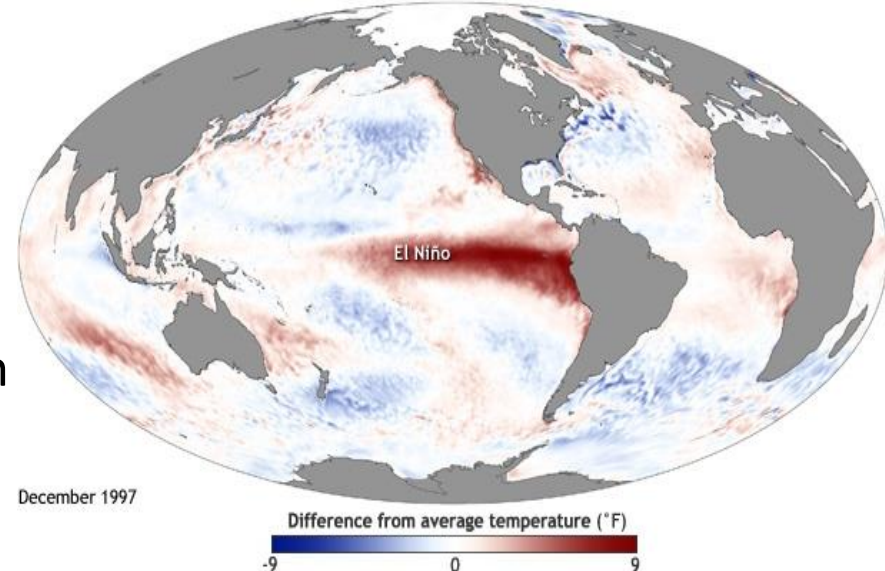 El Niño
n
December 1997
Difference from average temperature (°F)
-9 0 9